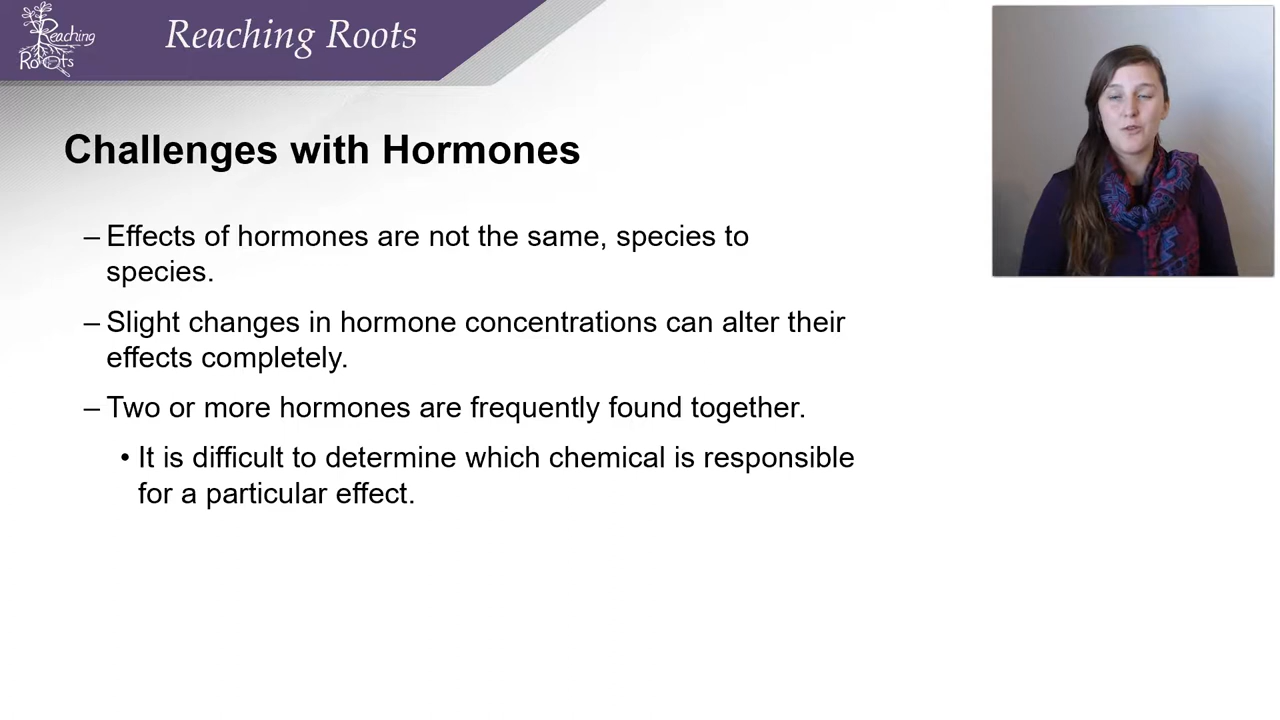 Reaching
Roots
Reaching Roots
Challenges with Hormones
– Effects of hormones are not the same, species to
species.
– Slight changes in hormone concentrations can alter their
effects completely.
– Two or more hormones are frequently found together.
• It is difficult to determine which chemical is responsible
for a particular effect.